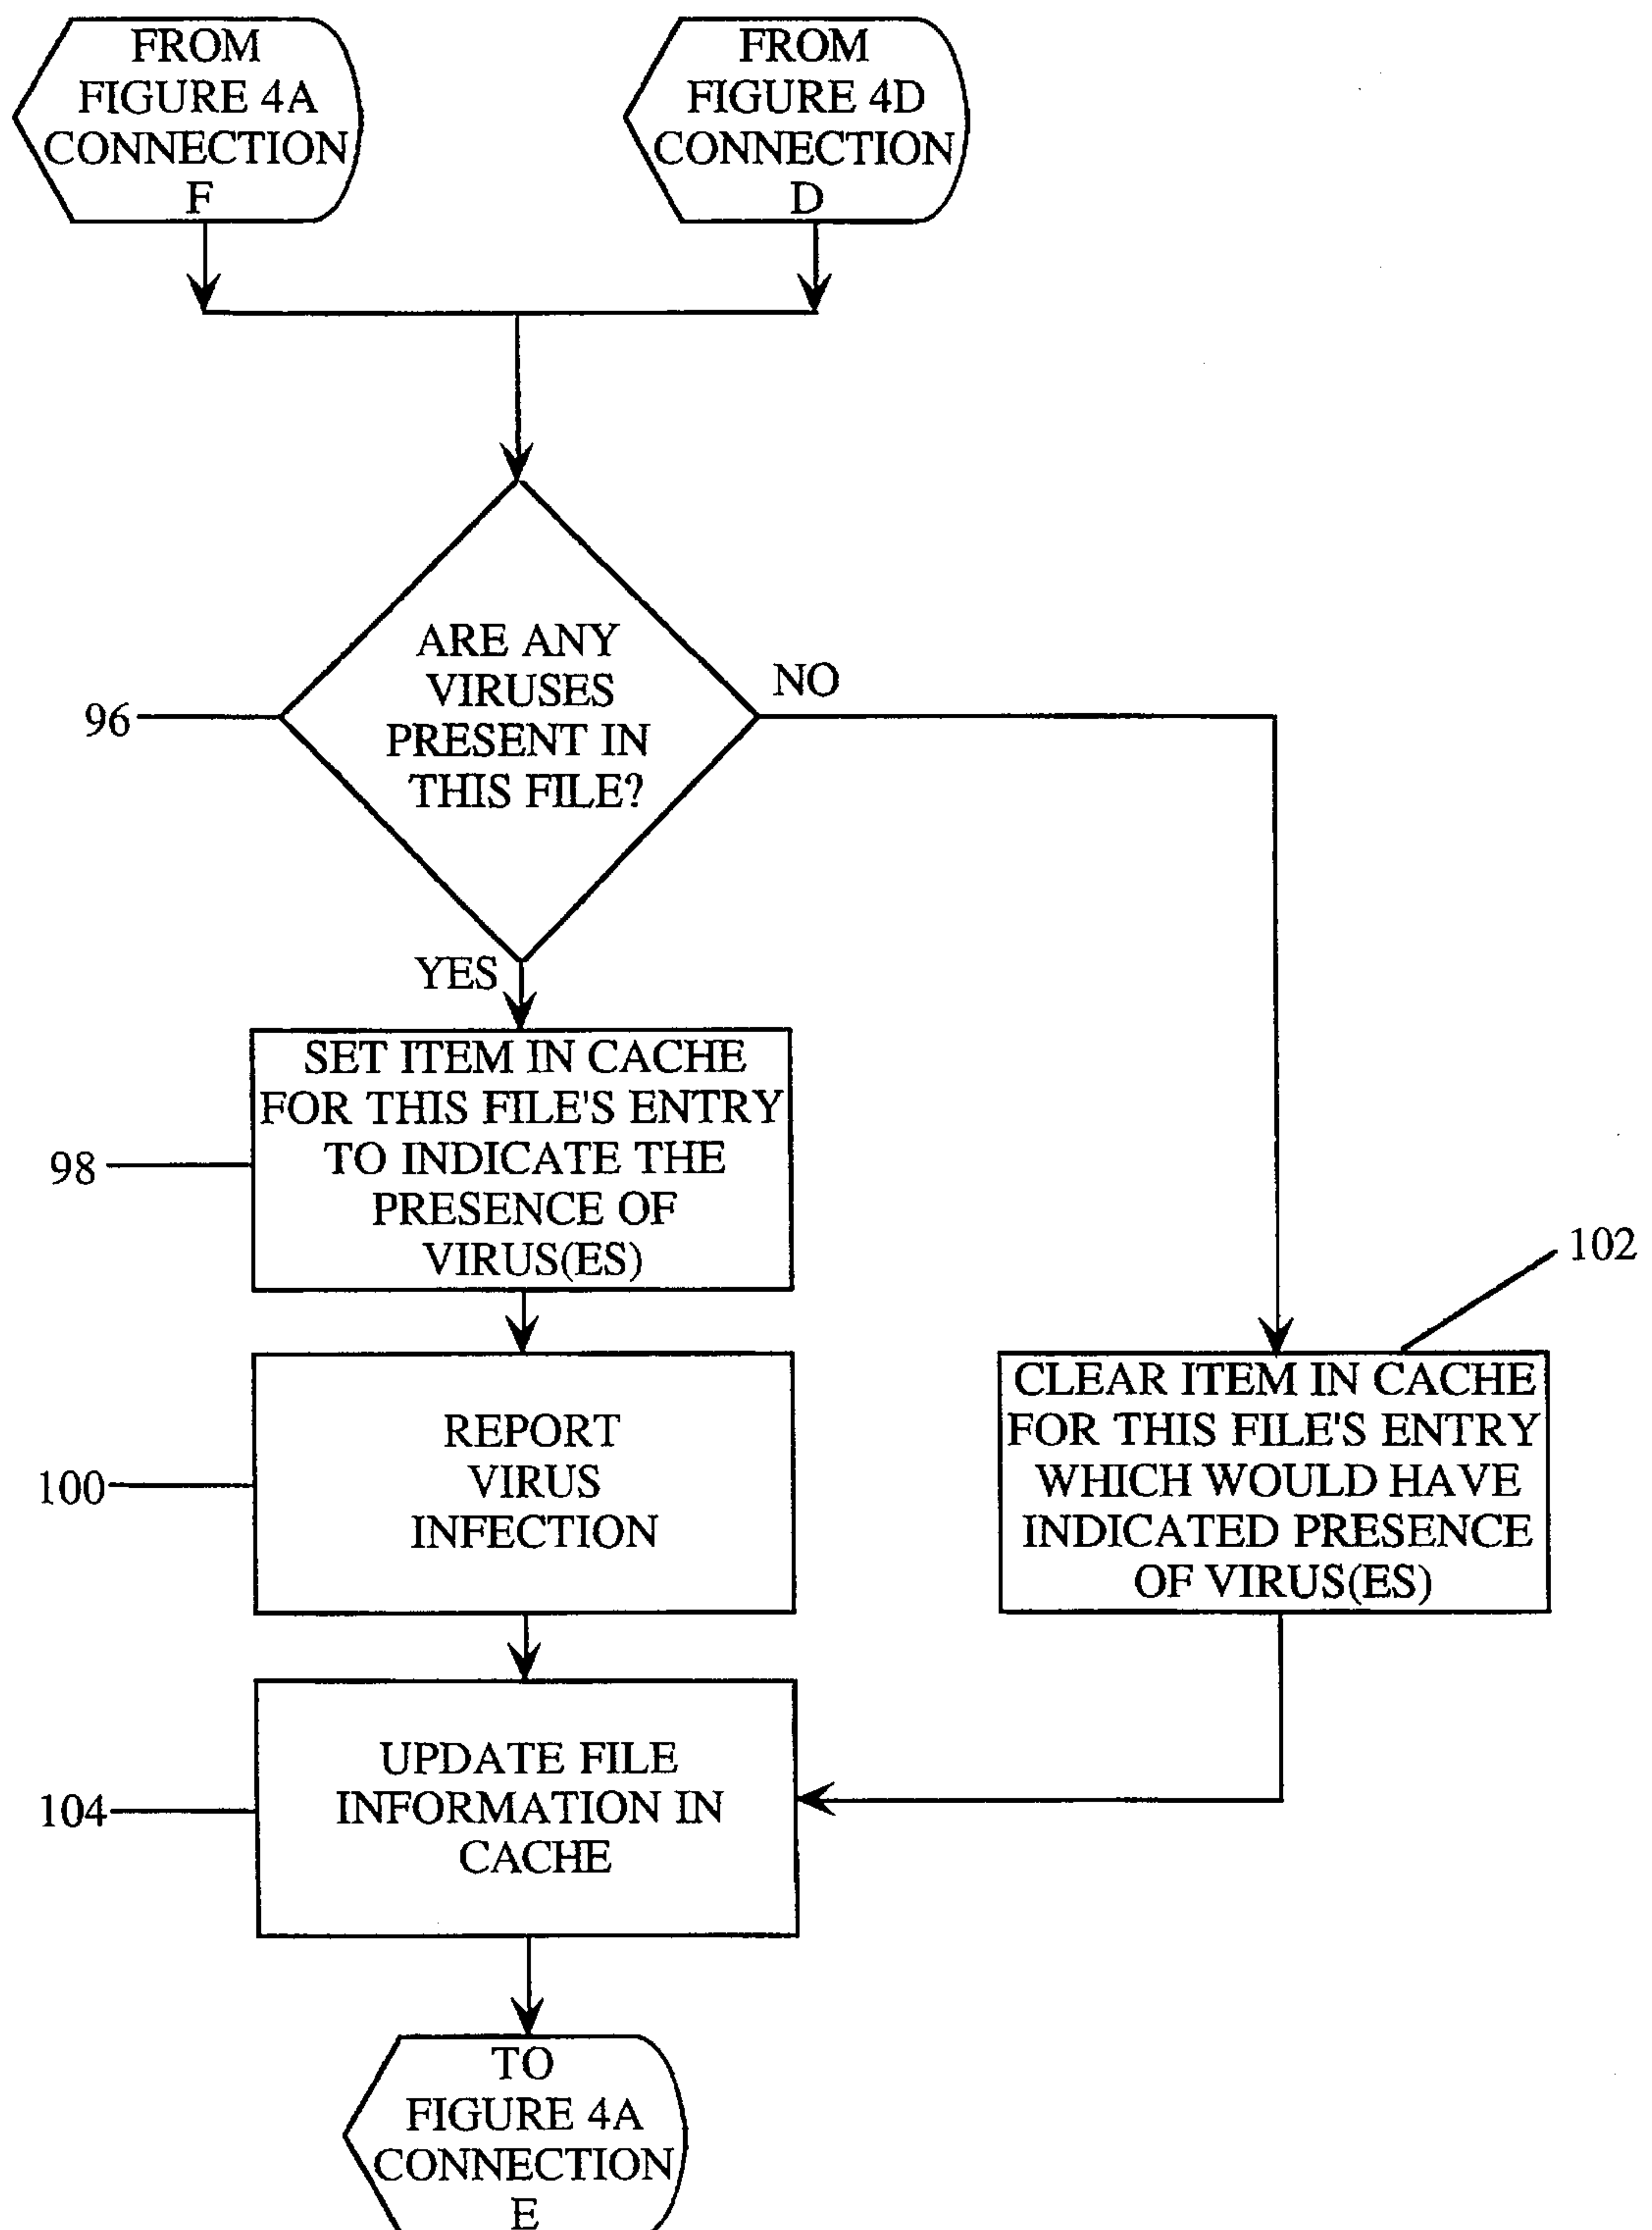 FROM
FIGURE 4A
CONNECTION
F
FROM
FIGURE 4D
CONNECTION
D
ARE ANY
VIRUSES
PRESENT IN
THIS FILE?
96
NO
YES
SET ITEM IN CACHE
FOR THIS FILE'S ENTRY
TO INDICATE THE
PRESENCE OF
VIRUS(ES)
98
102
REPORT
VIRUS
INFECTION
100
CLEAR ITEM IN CACHE
FOR THIS FILE'S ENTRY
WHICH WOULD HAVE
INDICATED PRESENCE
OF VIRUS(ES)
UPDATE FILE
INFORMATION IN
CACHE
104
TO
FIGURE 4A
CONNECTION
E